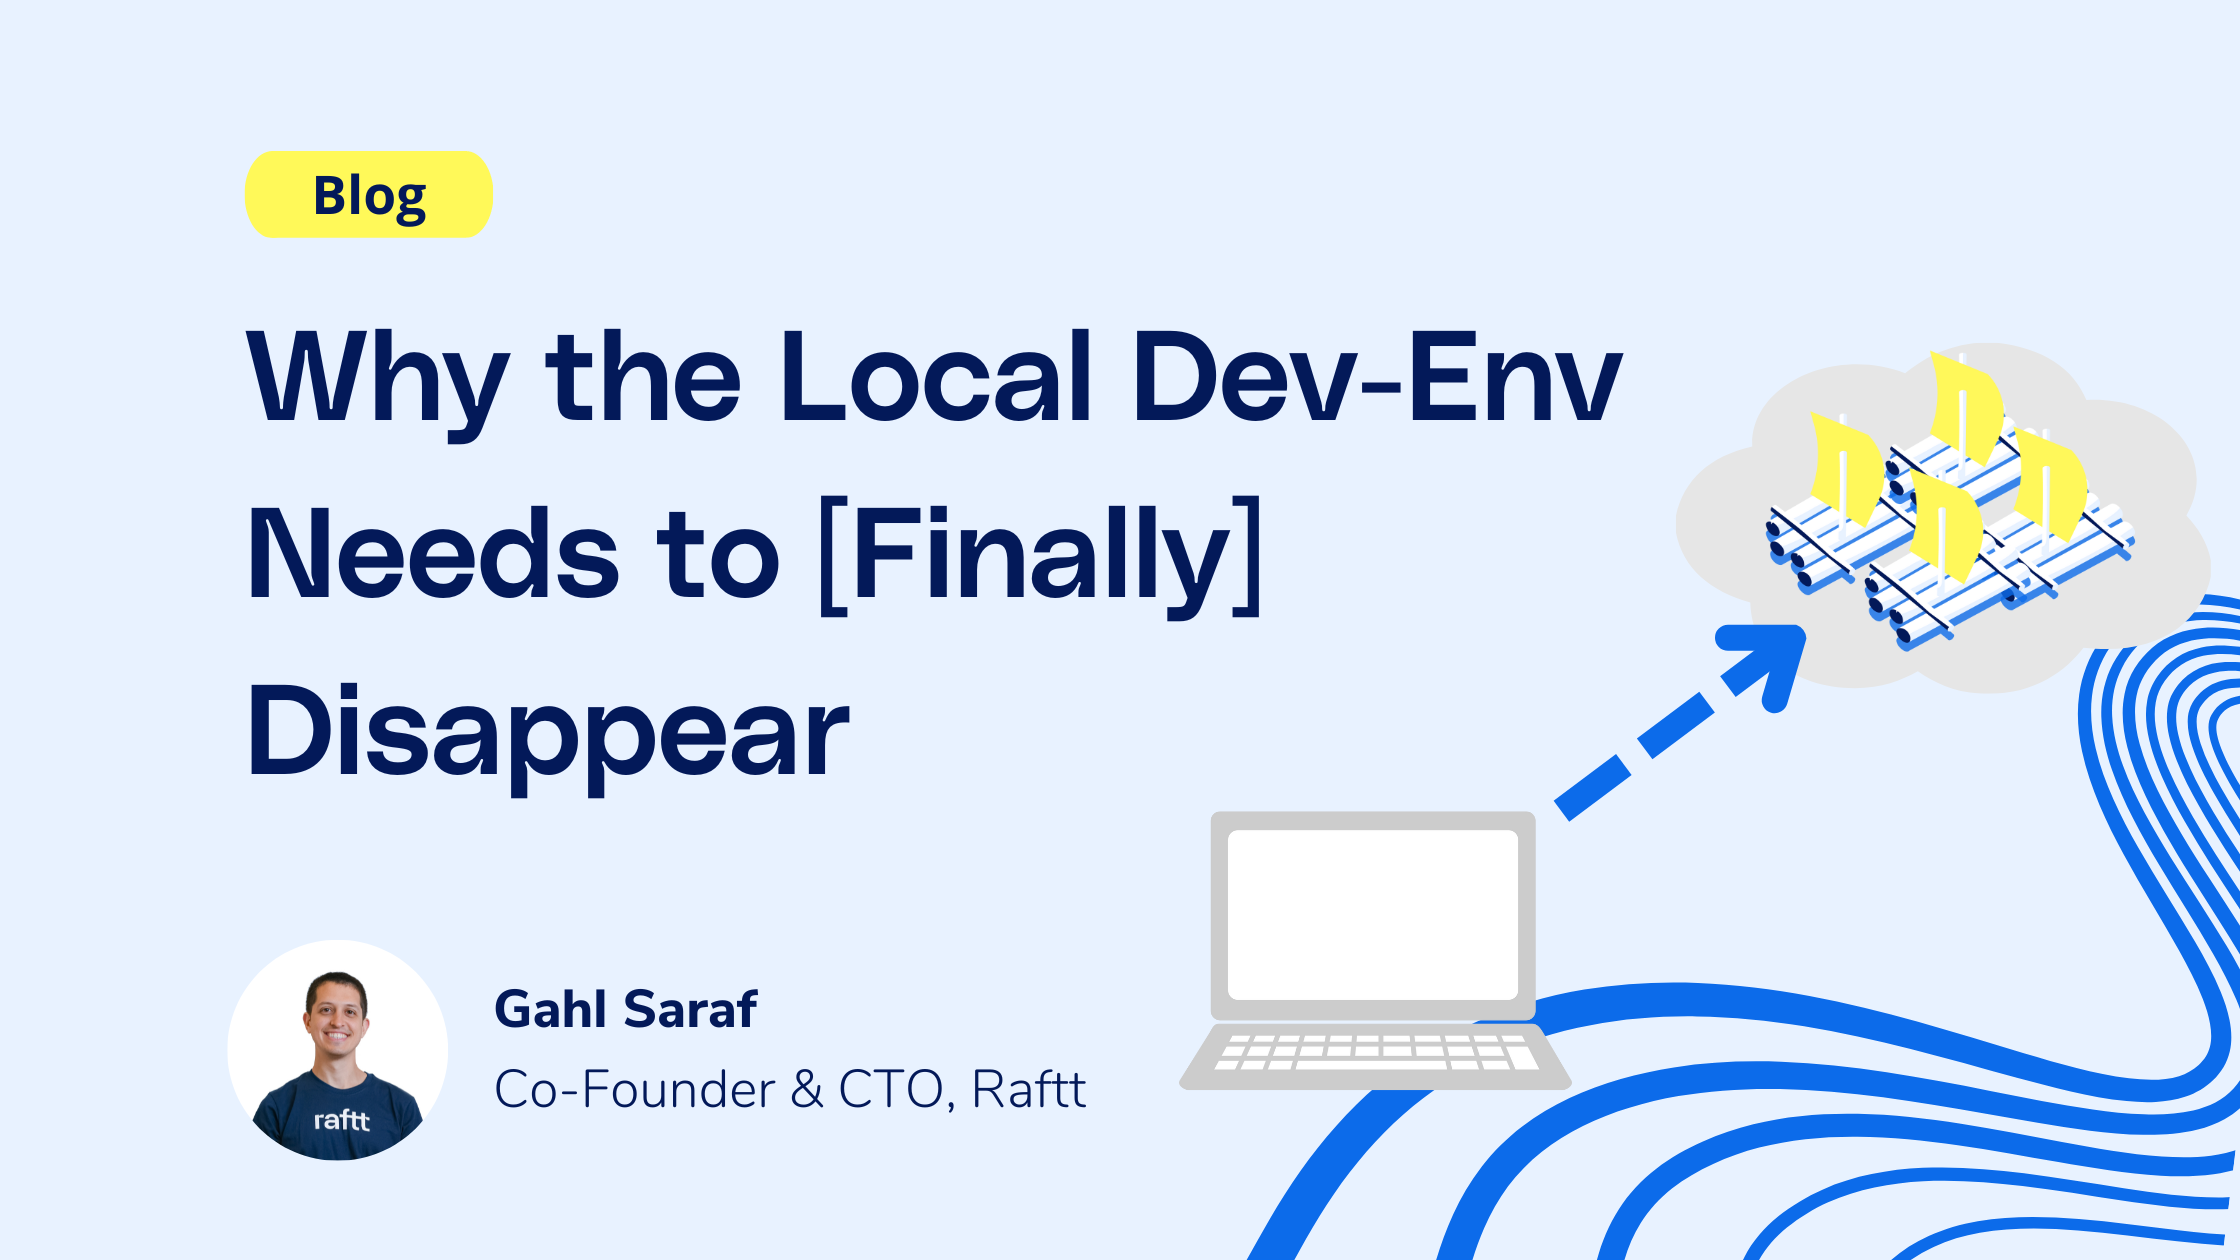 Blog
Why the Local Dev-Env
Needs to [Finally]
Disappear
Gahl Saraf
Co-Founder & CTO, Raftt
raftt